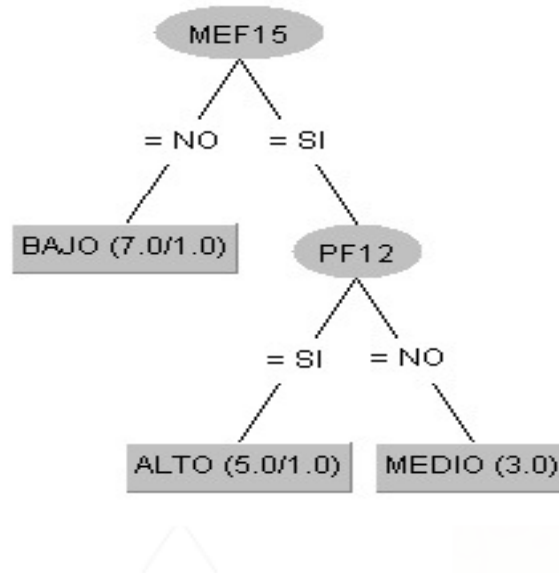 MEF15
= NO = SI
BAJO (7.0/1.0)
PF12
= SI = NO
ALTO (5.0/1.0) MEDIO (3.0)